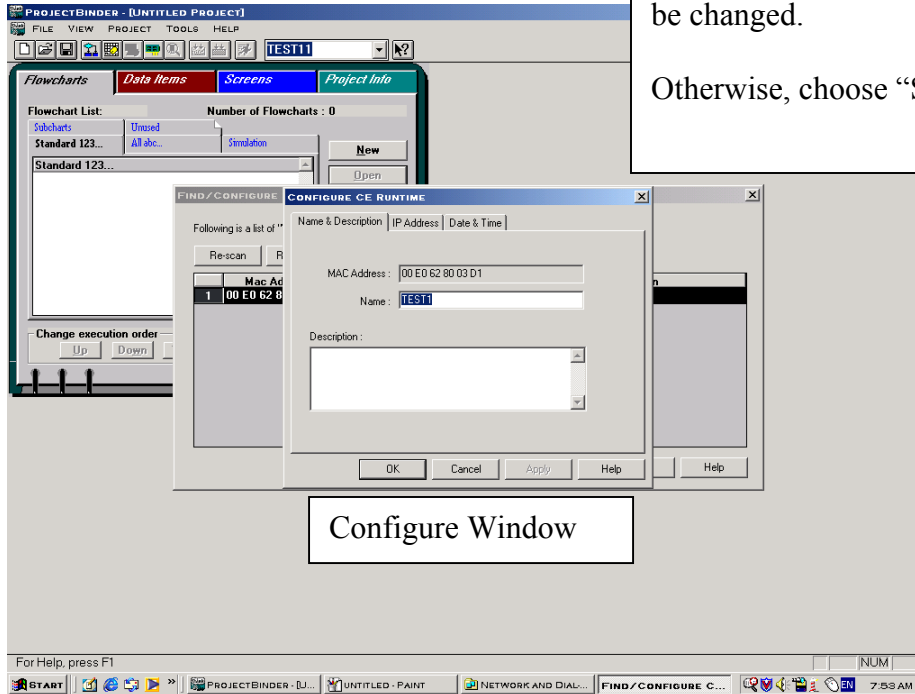 PROJECTBINDER - [UNTITLED PROJECT]
FILE VIEW PROJECT TOOLS HELP
TEST11
be changed.
Otherwise, choose “S
Flowcharts Data Items Screens Project Info
Flowchart List: Number of Flowcharts : 0
Subcharts Unused
Standard 123... All abc... Simulation
New
Standard 123...
Open
FIND/CONFIGURE
CONFIGURE CE RUNTIME
Following is a list of "
Name & Description IP Address Date & Time
Re-scan R
Mac Ad
n
1 00 E0 62 8
MAC Address : 00 E0 62 80 03 D1
Name : TEST1
Description :
Change execution order
Up Down
OK Cancel Apply Help
Help
Configure Window
For Help, press F1
NUM
START
»
PROJECTBINDER - [U...
UNTITLED - PAINT
NETWORK AND DIAL-...
FIND/CONFIGURE C...
EN
7:53 AM